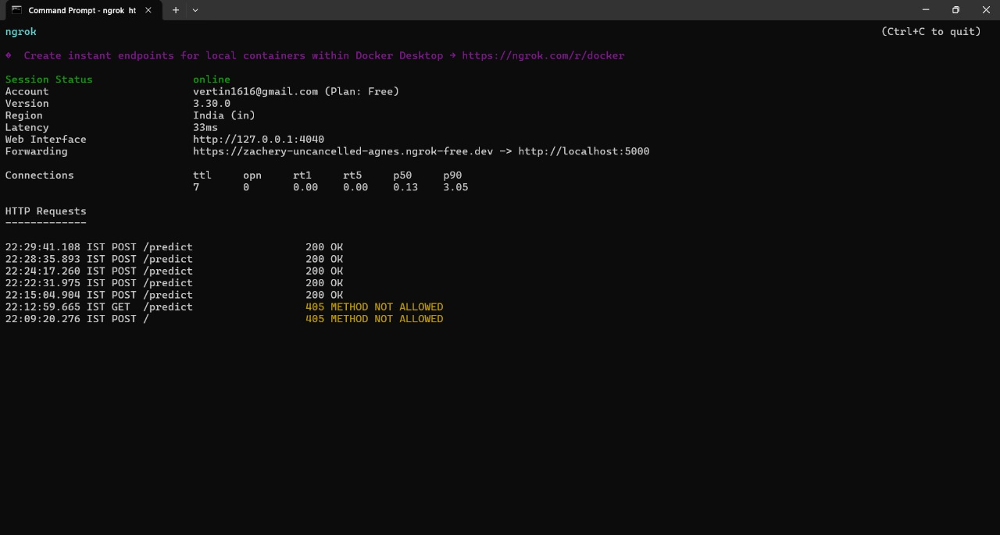 Command Prompt - ngrok ht
ngrok (Ctrl+C to quit)
Create instant endpoints for local containers within Docker Desktop → https://ngrok.com/r/docker
Session Status online
Account vertin1616@gmail.com (Plan: Free)
Version 3.30.0
Region India (in)
Latency 33ms
Web Interface http://127.0.0.1:4040
Forwarding https://zachery-uncancelled-agnes.ngrok-free.dev -> http://localhost:5000
Connections ttl opn rt1 rt5 p50 p90
7 0 0.00 0.00 0.13 3.05
HTTP Requests
-------------
22:29:41.108 IST POST /predict 200 OK
22:28:35.893 IST POST /predict 200 OK
22:24:17.260 IST POST /predict 200 OK
22:22:31.975 IST POST /predict 200 OK
22:15:04.904 IST POST /predict 200 OK
22:12:59.665 IST GET /predict 405 METHOD NOT ALLOWED
22:09:20.276 IST POST / 405 METHOD NOT ALLOWED